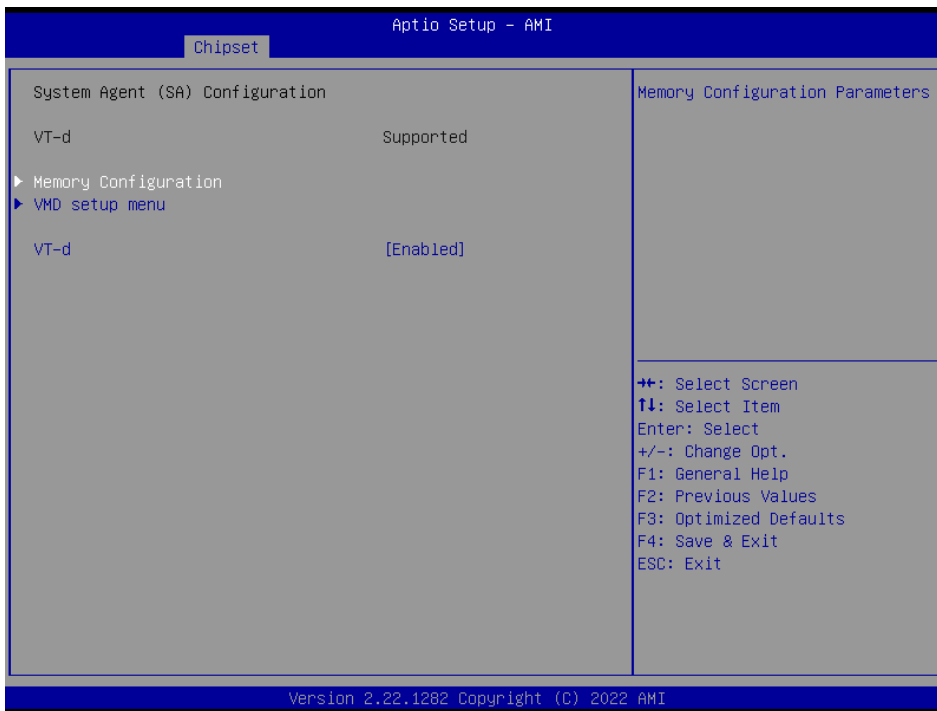 Aptio Setup - AMI
Chipset
System Agent (SA) Configuration
VT-d Supported
Memory Configuration
VMD setup menu
VT-d [Enabled]
Memory Configuration Parameters
→←: Select Screen
↑↓: Select Item
Enter: Select
+/-: Change Opt.
F1: General Help
F2: Previous Values
F3: Optimized Defaults
F4: Save & Exit
ESC: Exit
Version 2.22.1282 Copyright (C) 2022 AMI